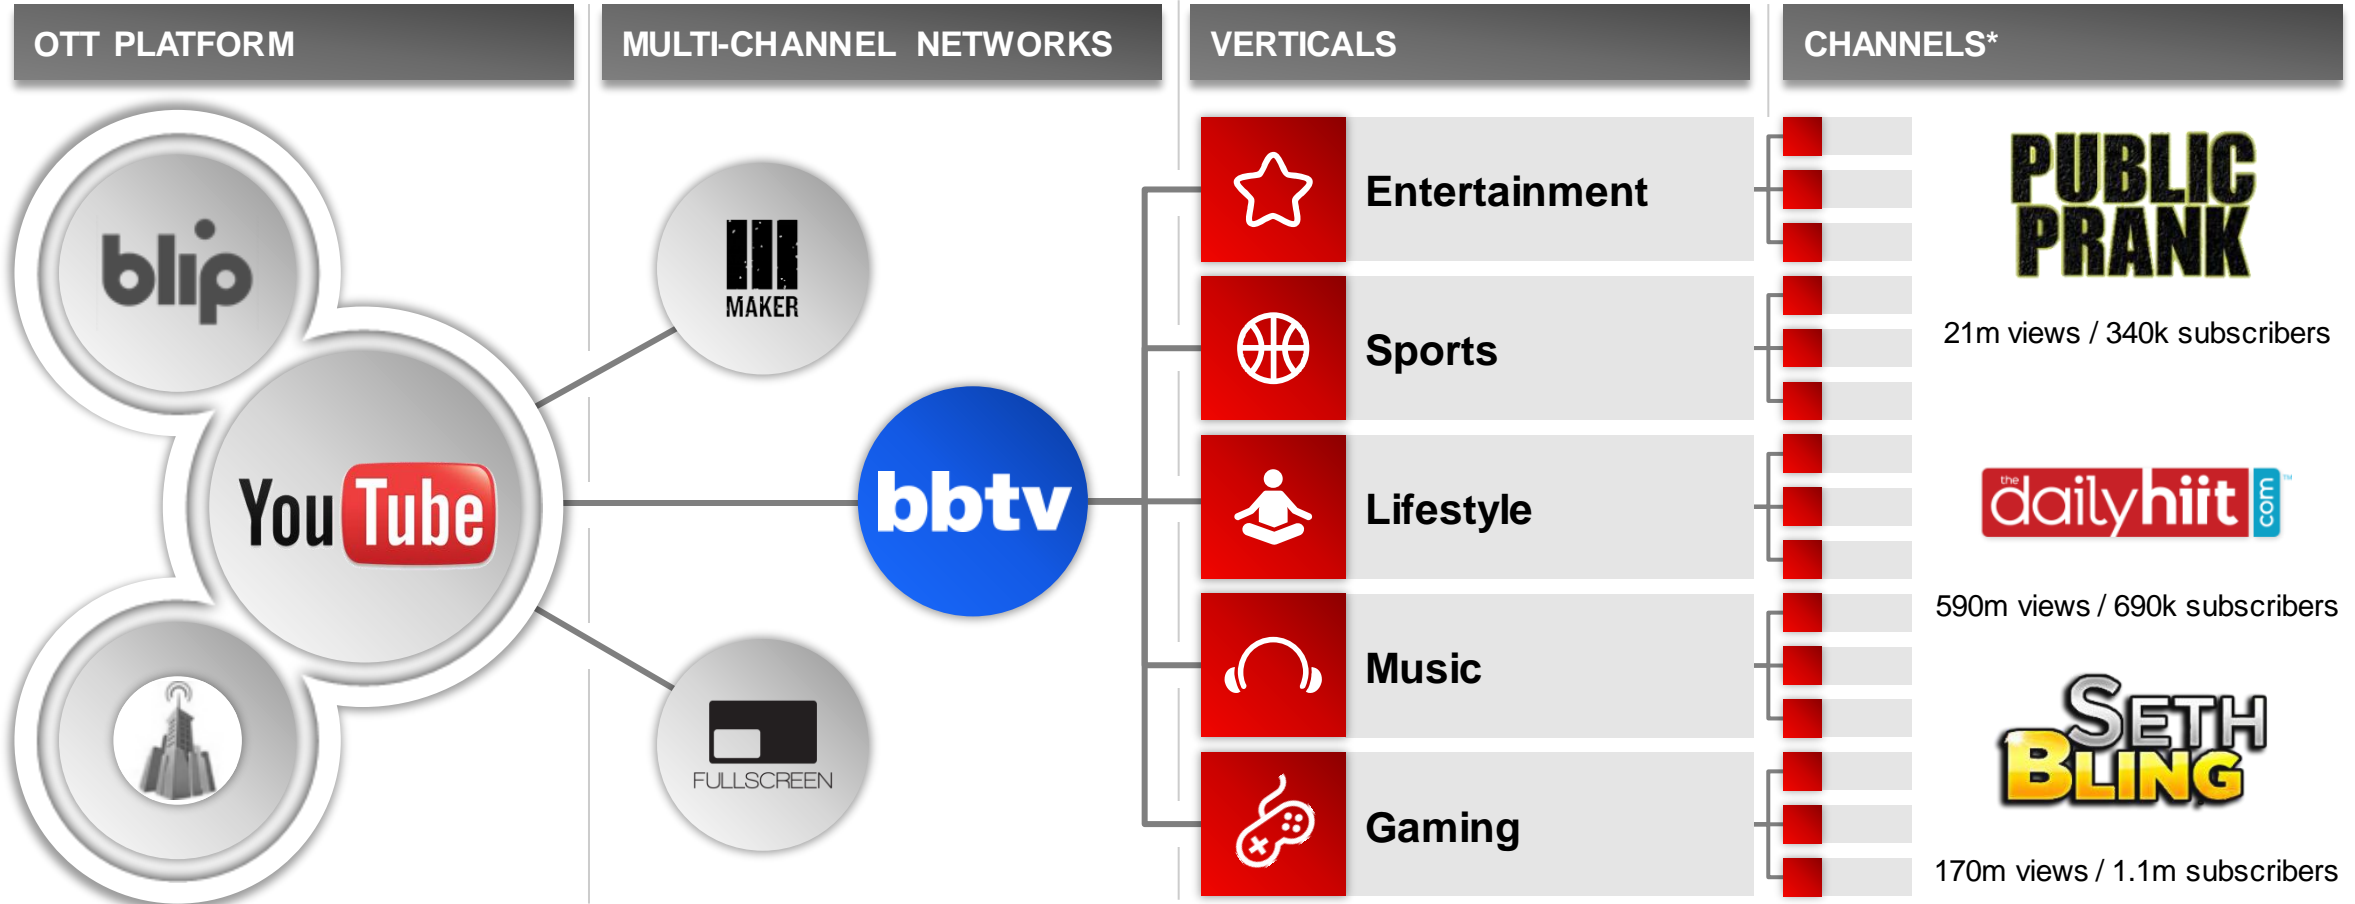 OTT PLATFORM
MULTI-CHANNEL NETWORKS
VERTICALS
CHANNELS*
blip
YouTube
MAKER
bbtv
FULLSCREEN
Entertainment
Sports
Lifestyle
Music
Gaming
PUBLIC
PRANK
21m views / 340k subscribers
the dailyhiit com ™
590m views / 690k subscribers
SETH
BLING
170m views / 1.1m subscribers